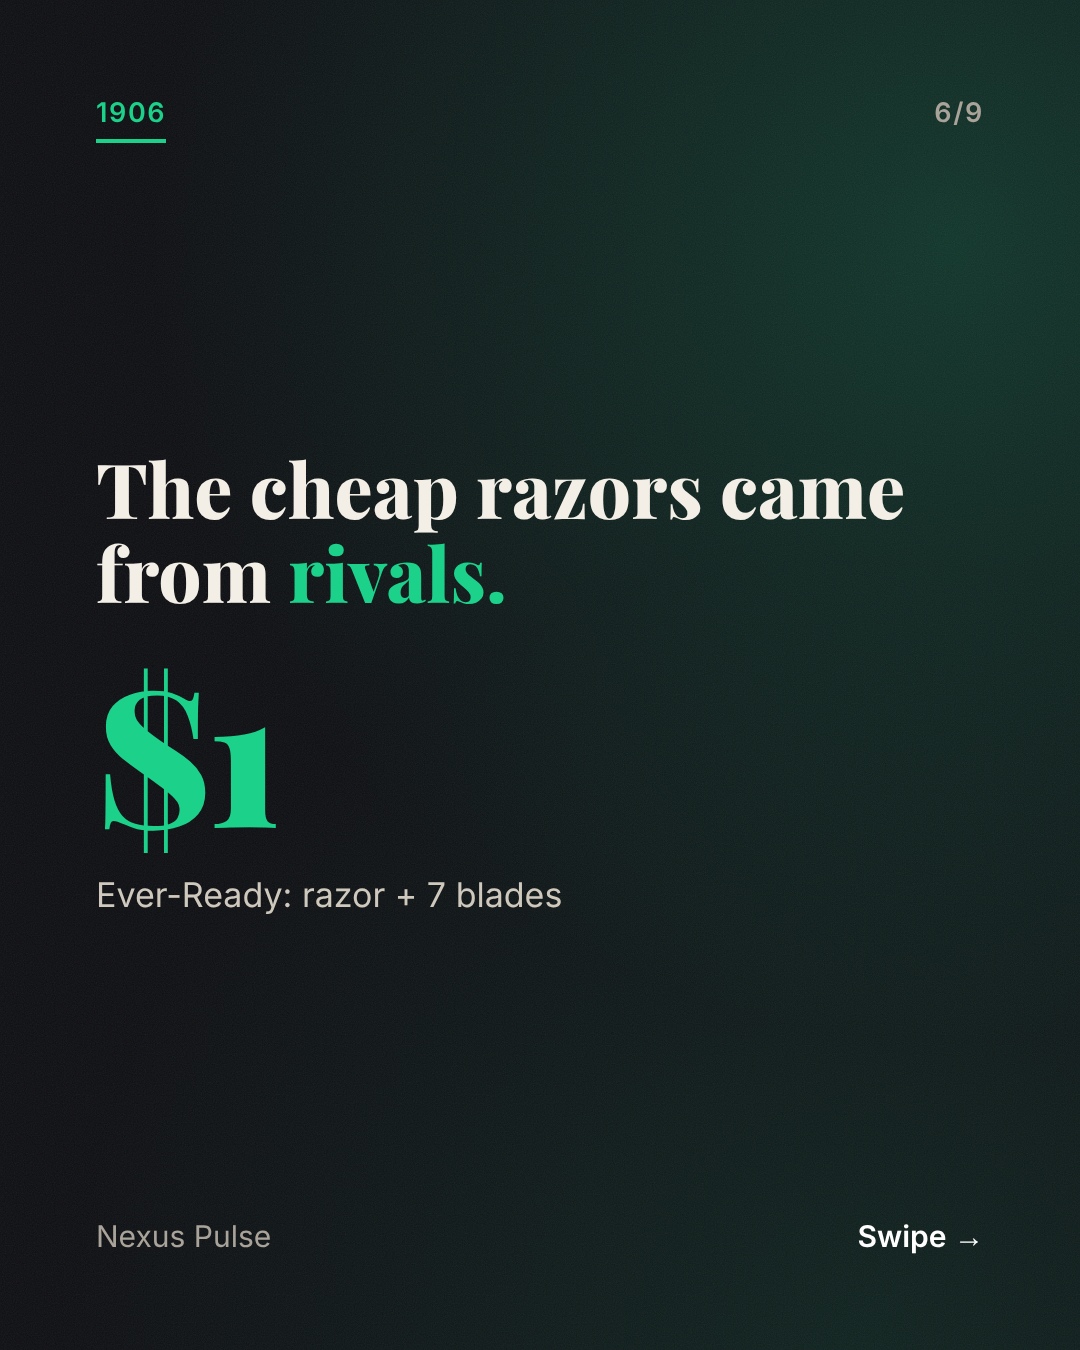 1906
6/9
The cheap razors came
from rivals.
$1
Ever-Ready: razor + 7 blades
Nexus Pulse
Swipe →